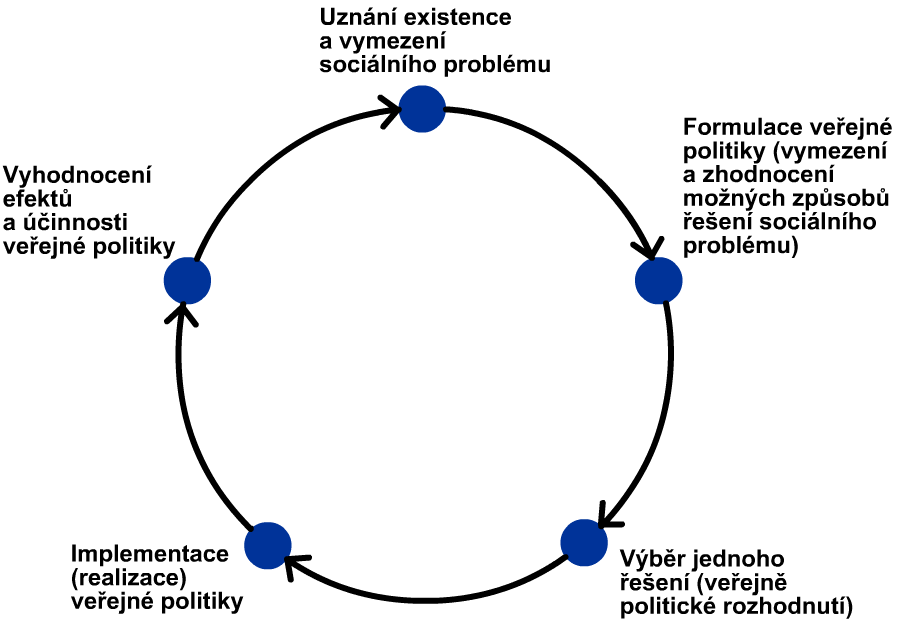 Uznání existence
a vymezení
sociálního problému
Formulace veřejné
politiky (vymezení
a zhodnocení
možných způsobů
řešení sociálního
problému)
Výběr jednoho
řešení (veřejně
politické rozhodnutí)
Implementace
(realizace)
veřejné politiky
Vyhodnocení
efektů
a účinnosti
veřejné politiky